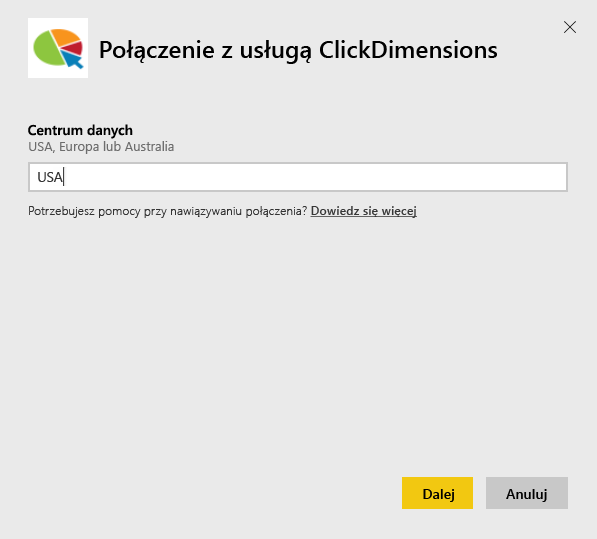 Połączenie z usługą ClickDimensions
Centrum danych
USA, Europa lub Australia
USA
Potrzebujesz pomocy przy nawiązywaniu połączenia? Dowiedz się więcej
Dalej Anuluj